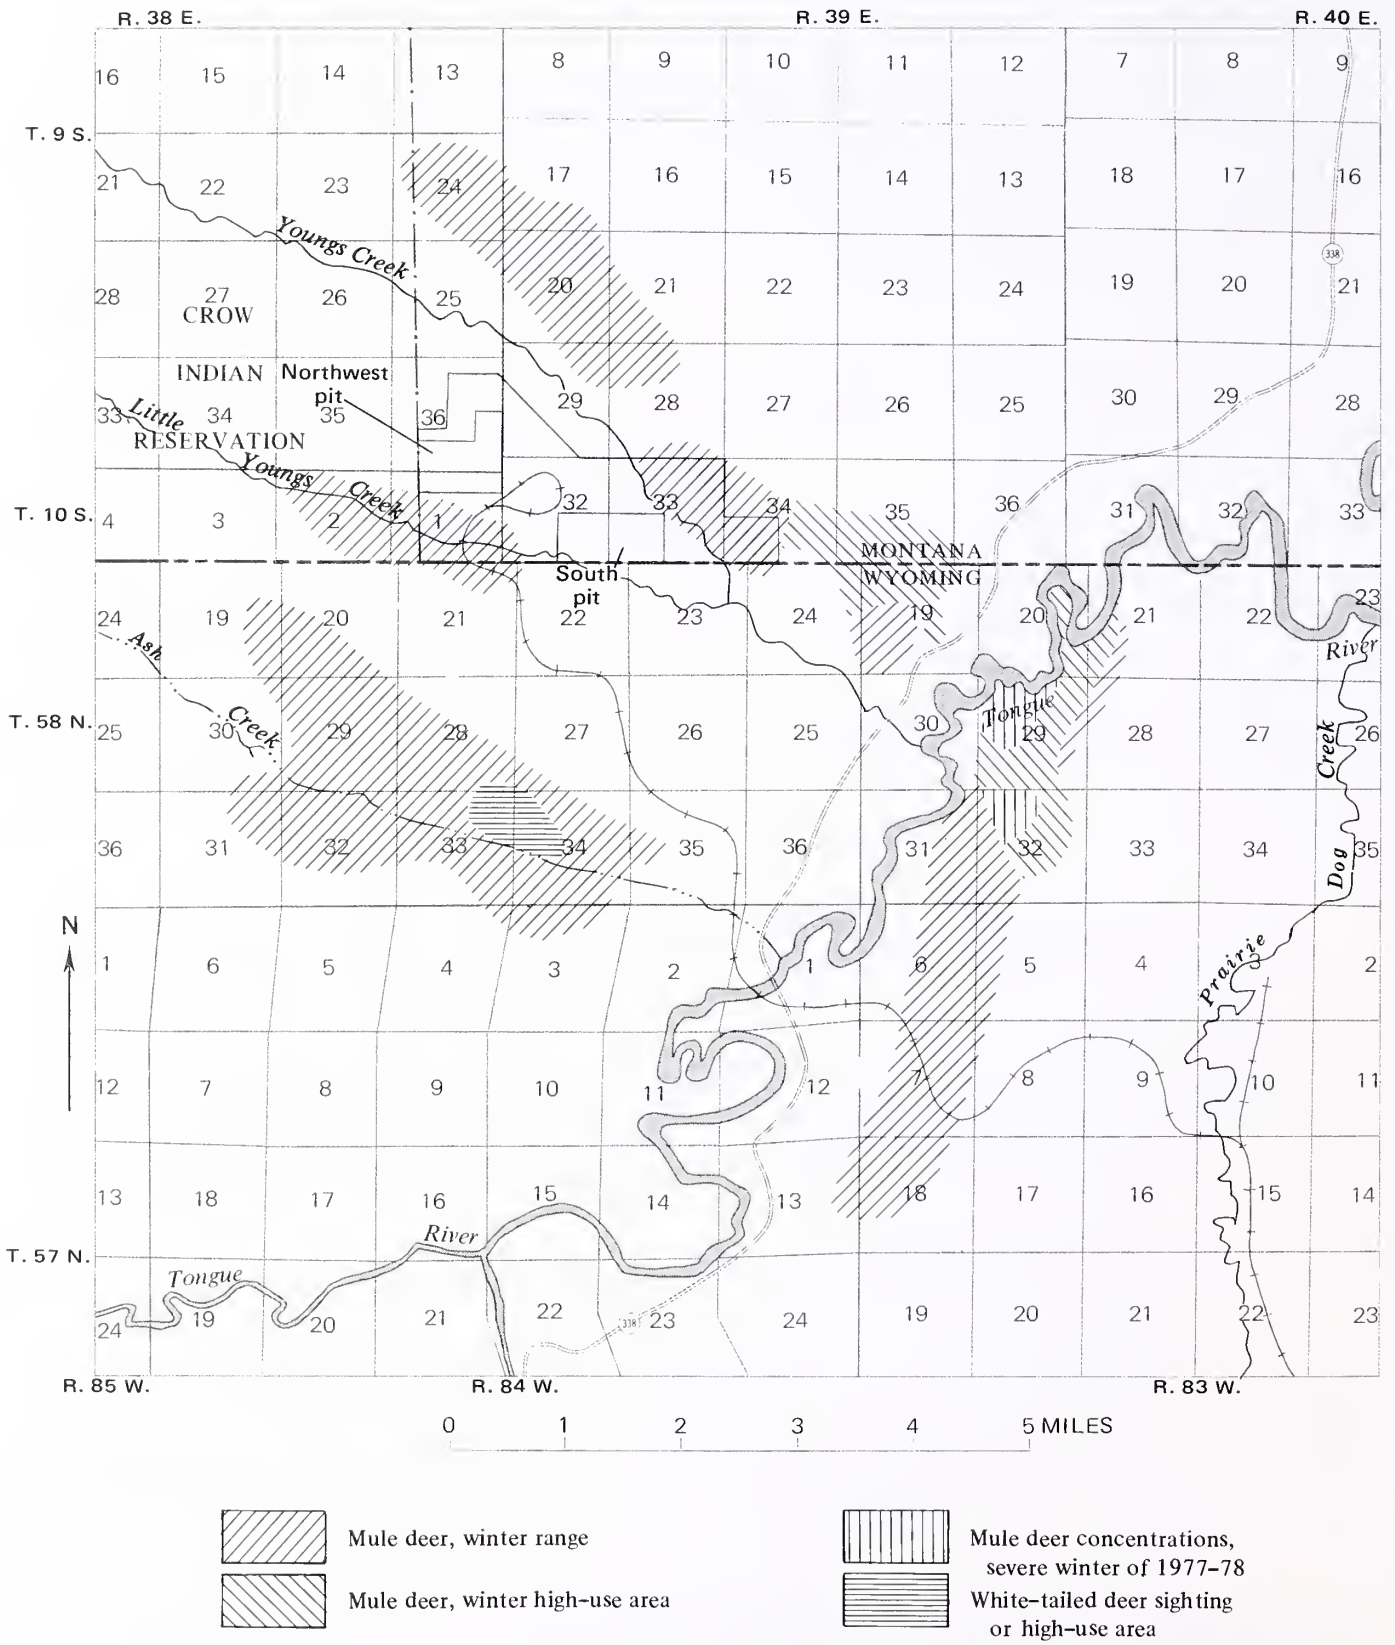 R. 38 E. R. 39 E. R. 40 E.
16 15 14 13 8 9 10 11 12 7 8 9
T. 9 S.
21 22 23 24 17 16 15 14 13 18 17 16
Youngs Creek
338
28 27 26 25 20 21 22 23 24 19 20 21
CROW
INDIAN Northwest
pit
33 34 35 36 29 28 27 26 25 30 29 28
Little
RESERVATION
Youngs Creek
T. 10 S. 4 3 2 1 32 33 34 35 36 31 32 33
MONTANA
WYOMING
South
pit
24 19 20 21 22 23 24 19 20 21 22 23
Ash River
T. 58 N. 25 30 29 28 27 26 25 30 29 28 27 26
Creek Tongue Creek
36 31 32 33 34 35 36 31 32 33 34 35
Dog
N
Prairie
1 6 5 4 3 2 1 6 5 4 3 2
12 7 8 9 10 11 12 7 8 9 10 11
13 18 17 16 15 14 13 18 17 16 15 14
River
T. 57 N.
Tongue
24 19 20 21 22 23 24 19 20 21 22 23
338
R. 85 W. R. 84 W. R. 83 W.
0 1 2 3 4 5 MILES
Mule deer, winter range
Mule deer, winter high-use area
Mule deer concentrations,
severe winter of 1977-78
White-tailed deer sighting
or high-use area